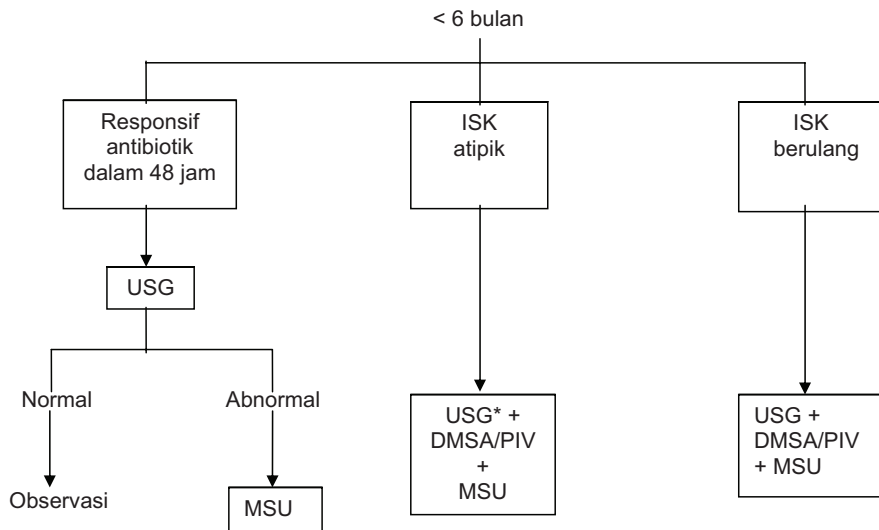 < 6 bulan
Responsif
antibiotik
dalam 48 jam
ISK
atipik
ISK
berulang
USG
Normal
Abnormal
Observasi
MSU
USG* +
DMSA/PIV
+
MSU
USG +
DMSA/PIV
+ MSU